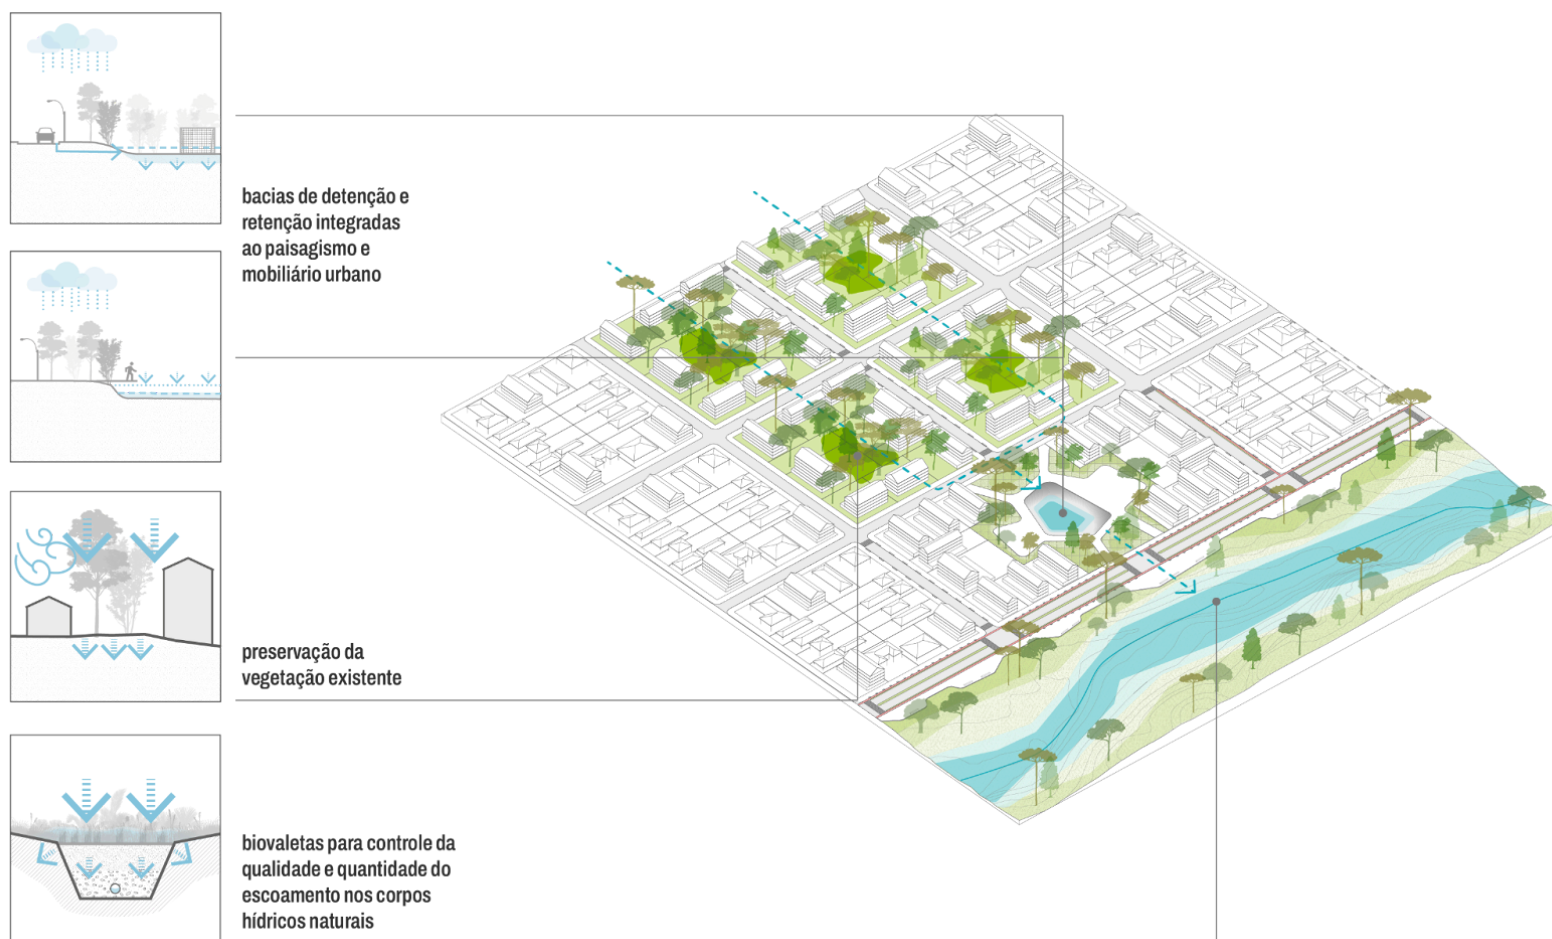 bacias de detenção e
retenção integradas
ao paisagismo e
mobiliário urbano
preservação da
vegetação existente
biovaletas para controle da
qualidade e quantidade do
escoamento nos corpos
hídricos naturais